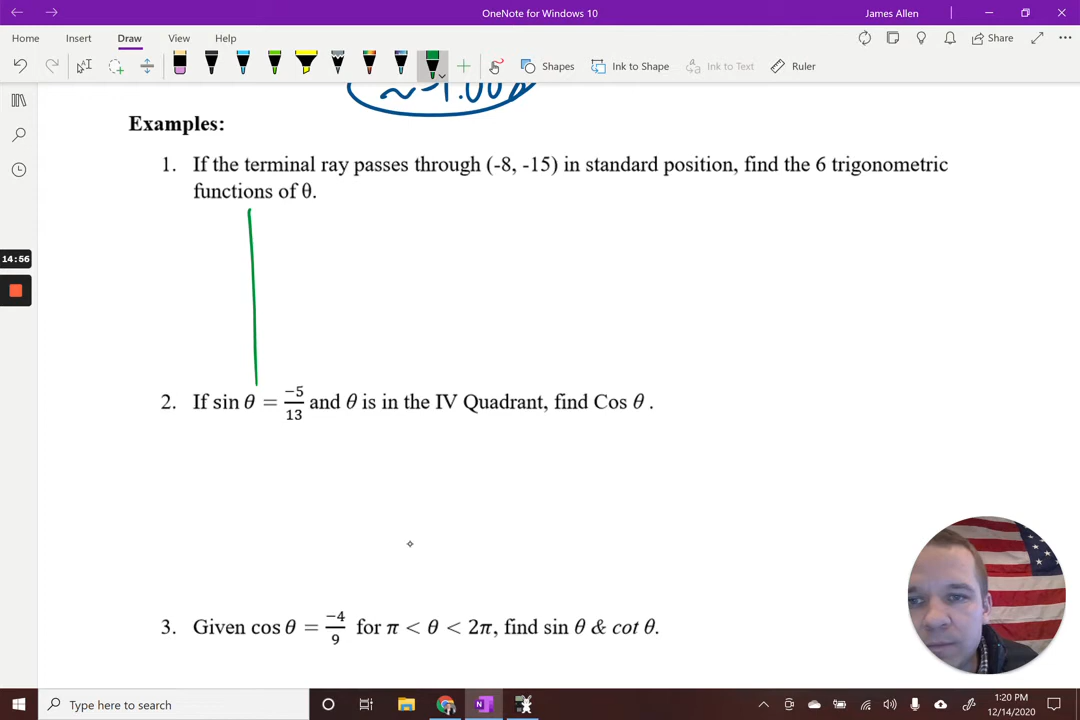 OneNote for Windows 10
James Allen
Home Insert Draw View Help
Share
Shapes Ink to Shape Ink to Text Ruler
~ -1.00
Examples:
1. If the terminal ray passes through (-8, -15) in standard position, find the 6 trigonometric
functions of θ.
14:56
2. If sin θ = −5/13 and θ is in the IV Quadrant, find Cos θ .
3. Given cos θ = −4/9 for π < θ < 2π, find sin θ & cot θ.
Type here to search
1:20 PM
12/14/2020